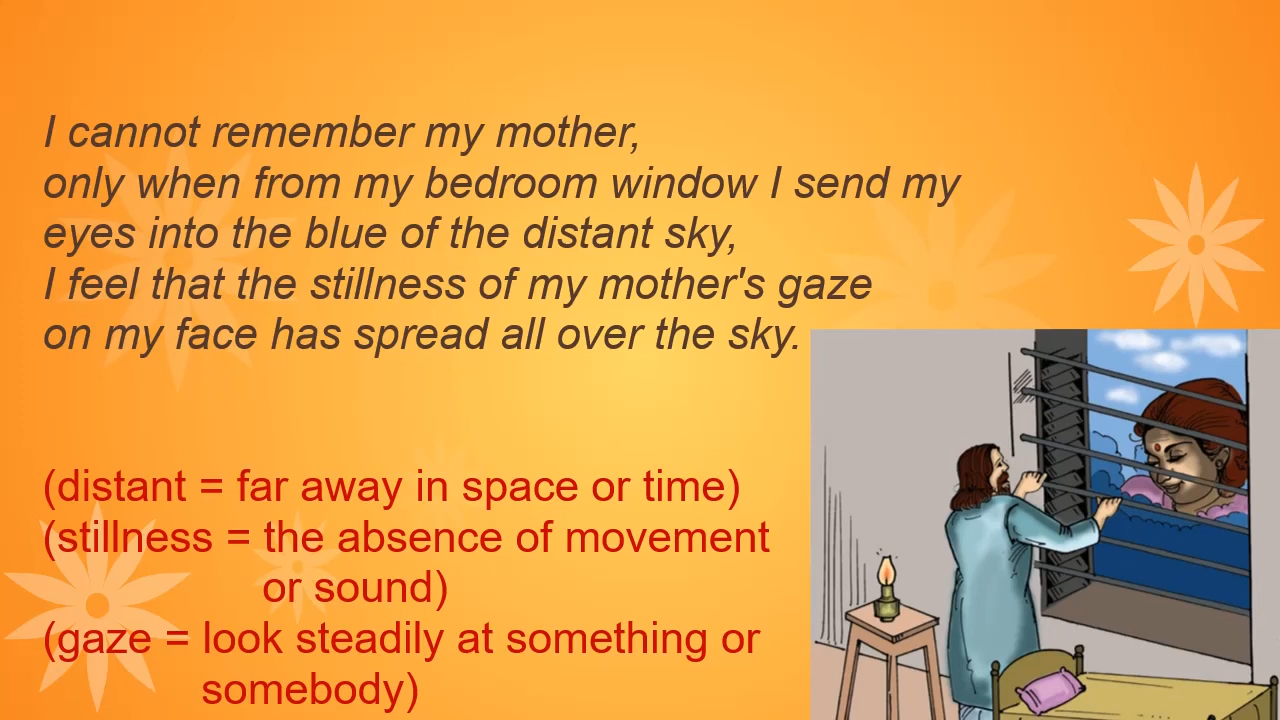 I cannot remember my mother,
only when from my bedroom window I send my
eyes into the blue of the distant sky,
I feel that the stillness of my mother's gaze
on my face has spread all over the sky.
(distant = far away in space or time)
(stillness = the absence of movement
or sound)
(gaze = look steadily at something or
somebody)